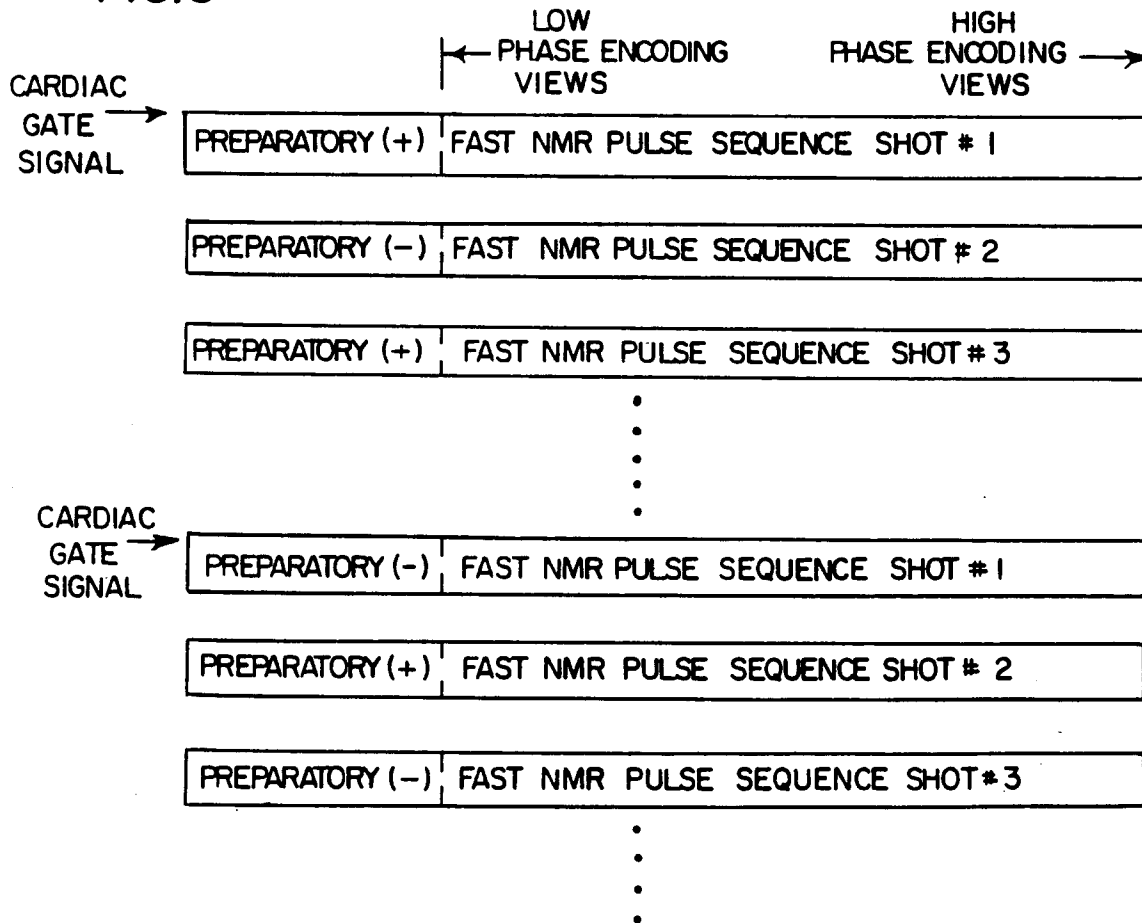 LOW
PHASE ENCODING
VIEWS
HIGH
PHASE ENCODING
VIEWS
CARDIAC
GATE
SIGNAL
PREPARATORY (+) FAST NMR PULSE SEQUENCE SHOT # 1
PREPARATORY (-) FAST NMR PULSE SEQUENCE SHOT # 2
PREPARATORY (+) FAST NMR PULSE SEQUENCE SHOT # 3
CARDIAC
GATE
SIGNAL
PREPARATORY (-) FAST NMR PULSE SEQUENCE SHOT # 1
PREPARATORY (+) FAST NMR PULSE SEQUENCE SHOT # 2
PREPARATORY (-) FAST NMR PULSE SEQUENCE SHOT # 3